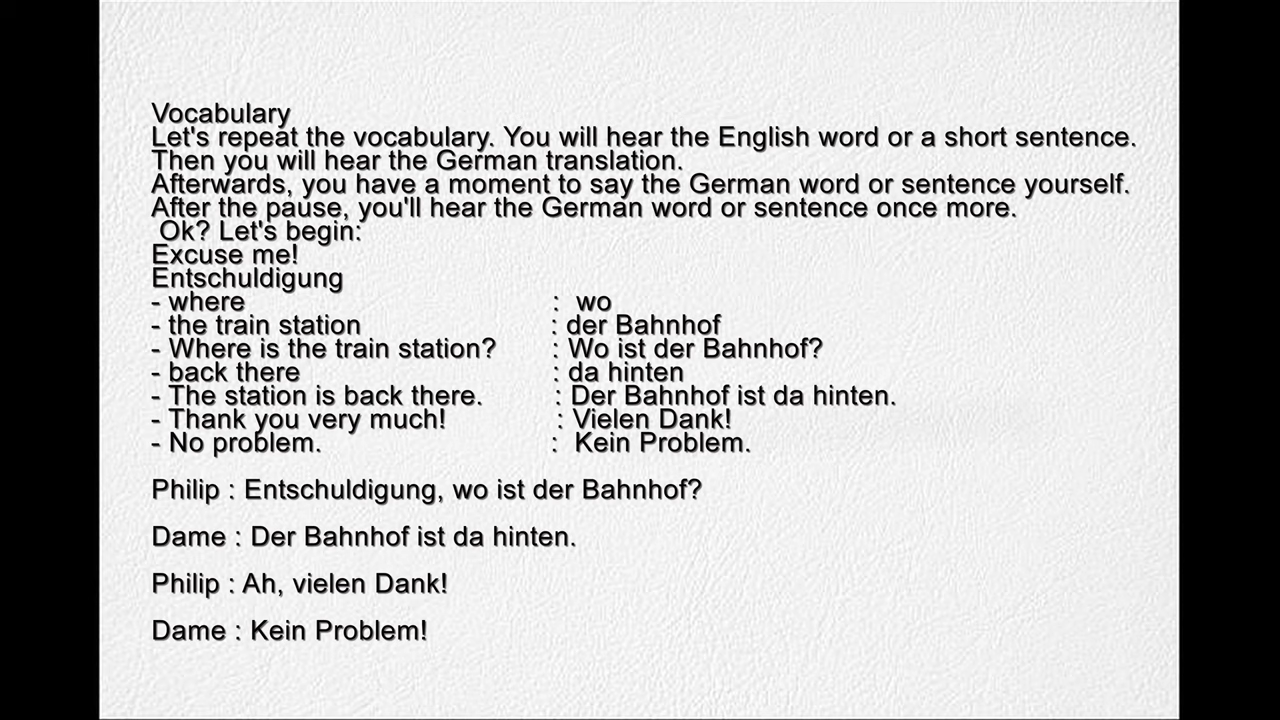 Vocabulary
Let's repeat the vocabulary. You will hear the English word or a short sentence.
Then you will hear the German translation.
Afterwards, you have a moment to say the German word or sentence yourself.
After the pause, you'll hear the German word or sentence once more.
Ok? Let's begin:
Excuse me!
Entschuldigung
- where : wo
- the train station : der Bahnhof
- Where is the train station? : Wo ist der Bahnhof?
- back there : da hinten
- The station is back there. : Der Bahnhof ist da hinten.
- Thank you very much! : Vielen Dank!
- No problem. : Kein Problem.
Philip : Entschuldigung, wo ist der Bahnhof?
Dame : Der Bahnhof ist da hinten.
Philip : Ah, vielen Dank!
Dame : Kein Problem!